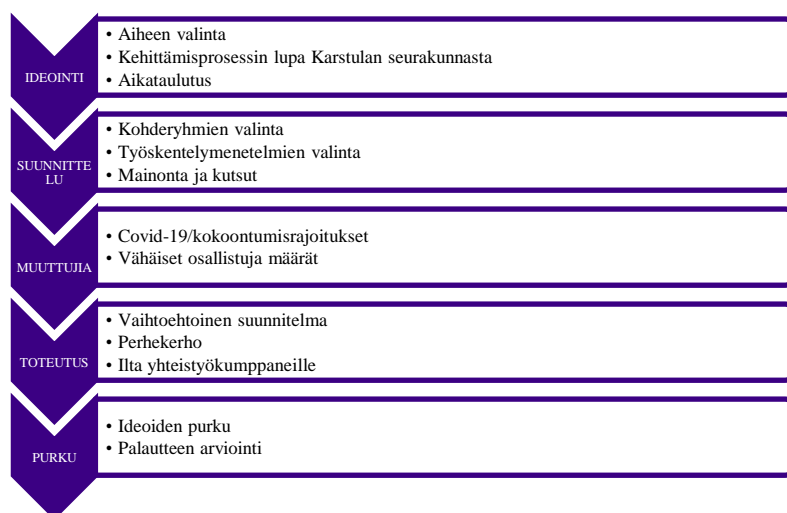 IDEOINTI
• Aiheen valinta
• Kehittämisprosessin lupa Karstulan seurakunnasta
• Aikataulutus
SUUNNITTE
LU
• Kohderyhmien valinta
• Työskentelymenetelmien valinta
• Mainonta ja kutsut
MUUTTUJIA
• Covid-19/kokoontumisrajoitukset
• Vähäiset osallistuja määrät
TOTEUTUS
• Vaihtoehtoinen suunnitelma
• Perhekerho
• Ilta yhteistyökumppaneille
PURKU
• Ideoiden purku
• Palautteen arviointi